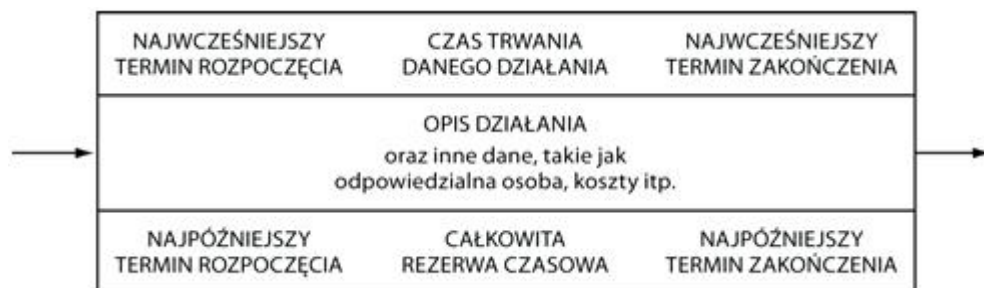 NAJWCZEŚNIEJSZY CZAS TRWANIA NAJWCZEŚNIEJSZY
TERMIN ROZPOCZĘCIA DANEGO DZIAŁANIA TERMIN ZAKOŃCZENIA
OPIS DZIAŁANIA
oraz inne dane, takie jak
odpowiedzialna osoba, koszty itp.
NAJPÓŹNIEJSZY CAŁKOWITA NAJPÓŹNIEJSZY
TERMIN ROZPOCZĘCIA REZERWA CZASOWA TERMIN ZAKOŃCZENIA